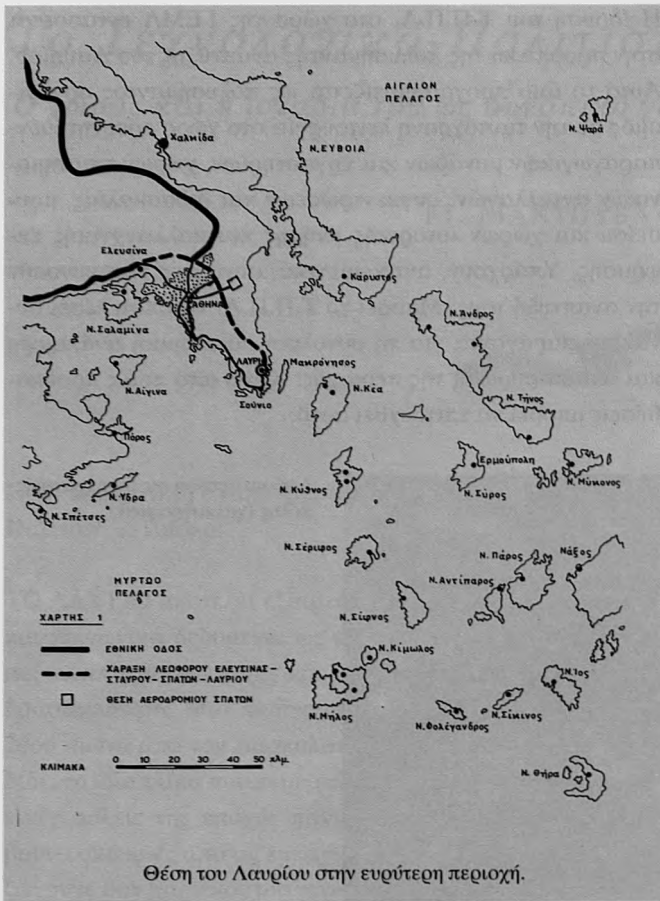 ΑΙΓΑΙΟΝ
ΠΕΛΑΓΟΣ
Ν.Ψαρά
Χαλκίδα
Ν.ΕΥΒΟΙΑ
Ελευσίνα
Κάρυστος
ΑΘΗΝΑ
Ν.Σαλαμίνα
Ν.Άνδρος
ΛΑΥΡΙΟ
Μακρόνησος
Ν.Αίγινα
Ν.Κέα
Σούνιο
Ν.Τήνος
Πόρος
Ερμούπολη
Ν.Ύδρα
Ν.Κύθνος
Ν.Σύρος
Ν.Μύκονος
Ν.Σπέτσες
Ν.Σέριφος
Ν.Πάρος
Νάξος
Ν.Αντίπαρος
ΜΥΡΤΩΟ
ΠΕΛΑΓΟΣ
Ν.Σίφνος
ΧΑΡΤΗΣ 1
ΕΘΝΙΚΗ ΟΔΟΣ
Ν.Κίμωλος
ΧΑΡΑΞΗ ΛΕΩΦΟΡΟΥ ΕΛΕΥΣΙΝΑΣ-
ΣΤΑΥΡΟΥ-ΣΠΑΤΩΝ-ΛΑΥΡΙΟΥ
Ν.Ίος
ΘΕΣΗ ΑΕΡΟΔΡΟΜΙΟΥ ΣΠΑΤΩΝ
Ν.Μήλος
Ν.Φολέγανδρος
Ν.Σίκινος
ΚΛΙΜΑΚΑ 0 10 20 30 40 50 χλμ.
Ν.Θήρα
Θέση του Λαυρίου στην ευρύτερη περιοχή.